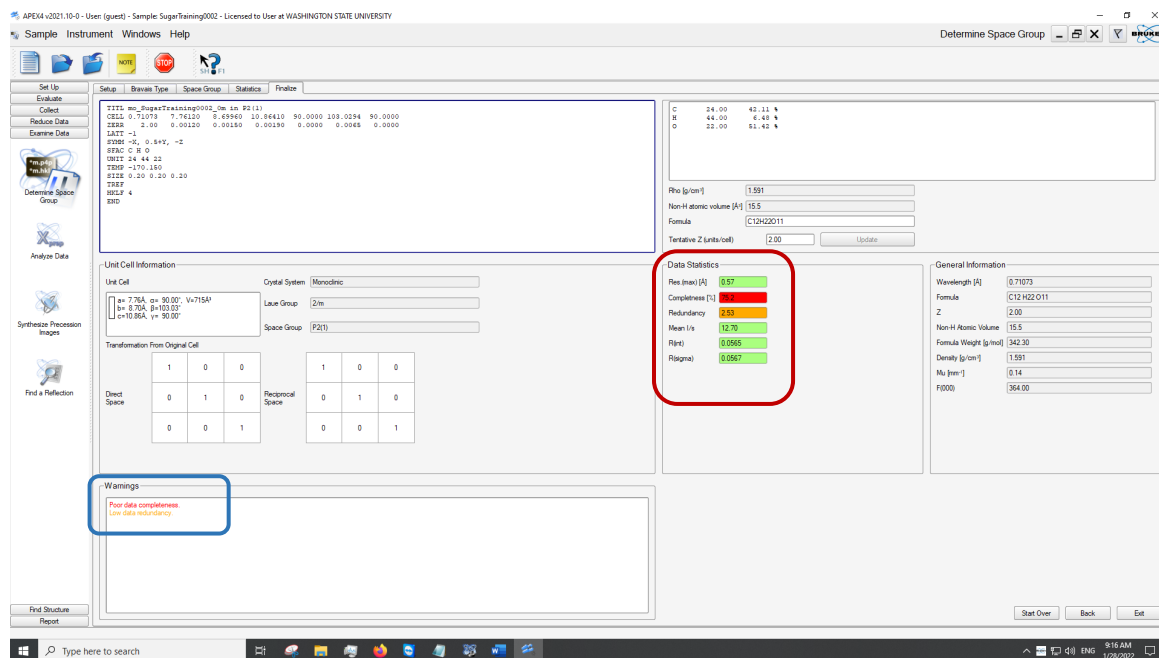 APEX4 v2021.10-0 - User: (guest) - Sample: SugarTraining0002 - Licensed to User at WASHINGTON STATE UNIVERSITY
Sample Instrument Windows Help
Determine Space Group
BRUKE
NOTE
STOP
SH FI
Set Up
Evaluate
Collect
Reduce Data
Examine Data
*m.p4p
*m.hkl
Determine Space
Group
Xprep
Analyze Data
Synthesize Precession
Images
Find a Reflection
Find Structure
Report
Setup Bravais Type Space Group Statistics Finalize
TITL mo_SugarTraining0002_0m in P2(1)
CELL 0.71073 7.76120 8.69960 10.86410 90.0000 103.0294 90.0000
ZERR 2.00 0.00120 0.00150 0.00190 0.0000 0.0065 0.0000
LATT -1
SYMM -X, 0.5+Y, -Z
SFAC C H O
UNIT 24 44 22
TEMP -170.150
SIZE 0.20 0.20 0.20
TREF
HKLF 4
END
C 24.00 42.11 %
H 44.00 6.48 %
O 22.00 51.42 %
Rho [g/cm³] 1.591
Non-H atomic volume [Å³] 15.5
Formula C12H22O11
Tentative Z (units/cell) 2.00 Update
Unit Cell Information
Unit Cell
a= 7.76Å, α= 90.00°, V=715Å³
b= 8.70Å, β=103.03°
c=10.86Å, γ= 90.00°
Crystal System Monoclinic
Laue Group 2/m
Space Group P2(1)
Transformation From Original Cell
Direct
Space
1 0 0
0 1 0
0 0 1
Reciprocal
Space
1 0 0
0 1 0
0 0 1
Data Statistics
Res.(max) [Å] 0.57
Completeness [%]
Redundancy 2.53
Mean I/s 12.70
R(int) 0.0565
R(sigma) 0.0567
General Information
Wavelength [Å] 0.71073
Formula C12 H22 O11
Z 2.00
Non-H Atomic Volume 15.5
Formula Weight [g/mol] 342.30
Density [g/cm³] 1.591
Mu [mm-¹] 0.14
F(000) 364.00
Warnings
Poor data completeness.
Low data redundancy.
Start Over Back Exit
Type here to search
ENG
9:16 AM
1/28/2022